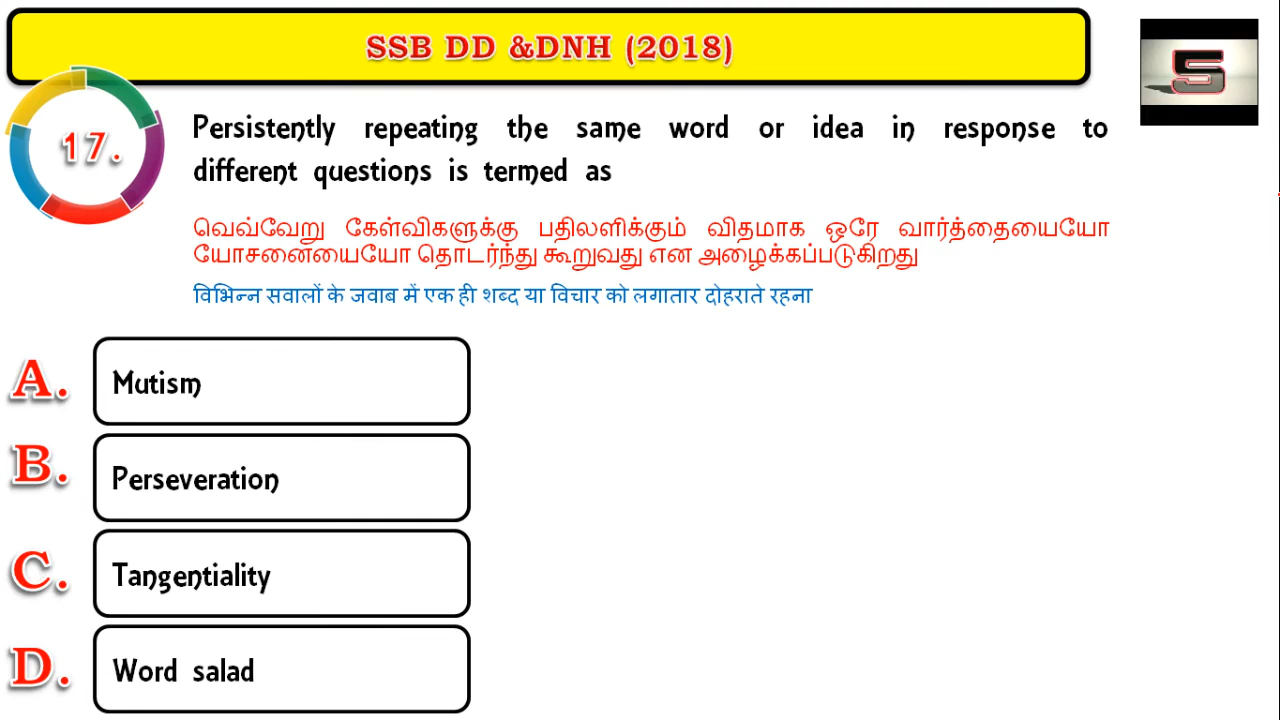 SSB DD &DNH (2018)
S
17.
Persistently repeating the same word or idea in response to
different questions is termed as
வெவ்வேறு கேள்விகளுக்கு பதிலளிக்கும் விதமாக ஒரே வார்த்தையையோ
யோசனையையோ தொடர்ந்து கூறுவது என அழைக்கப்படுகிறது
विभिन्न सवालों के जवाब में एक ही शब्द या विचार को लगातार दोहराते रहना
A. Mutism
B. Perseveration
C. Tangentiality
D. Word salad